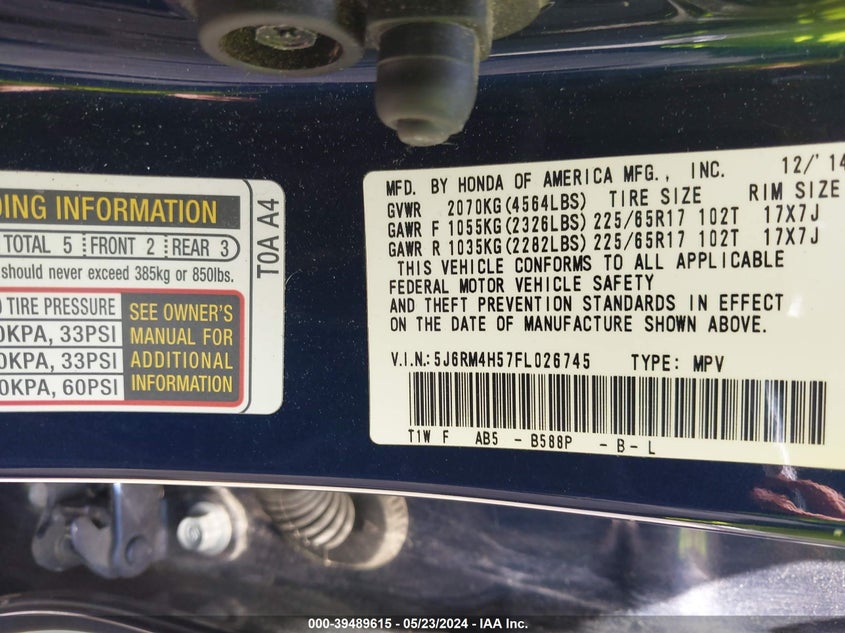 DING INFORMATION
TOTAL 5 FRONT 2 REAR 3
should never exceed 385kg or 850lbs.
TIRE PRESSURE
0KPA, 33PSI
0KPA, 33PSI
0KPA, 60PSI
SEE OWNER'S
MANUAL FOR
ADDITIONAL
INFORMATION
T0A A4
MFD. BY HONDA OF AMERICA MFG., INC. 12/'14
GVWR 2070KG(4564LBS) TIRE SIZE RIM SIZE
GAWR F 1055KG(2326LBS) 225/65R17 102T 17X7J
GAWR R 1035KG(2282LBS) 225/65R17 102T 17X7J
THIS VEHICLE CONFORMS TO ALL APPLICABLE
FEDERAL MOTOR VEHICLE SAFETY
AND THEFT PREVENTION STANDARDS IN EFFECT
ON THE DATE OF MANUFACTURE SHOWN ABOVE.
V.I.N.:5J6RM4H57FL026745 TYPE: MPV
T1W F AB5 - B588P - B - L
000-39489615 - 05/23/2024 - IAA Inc.